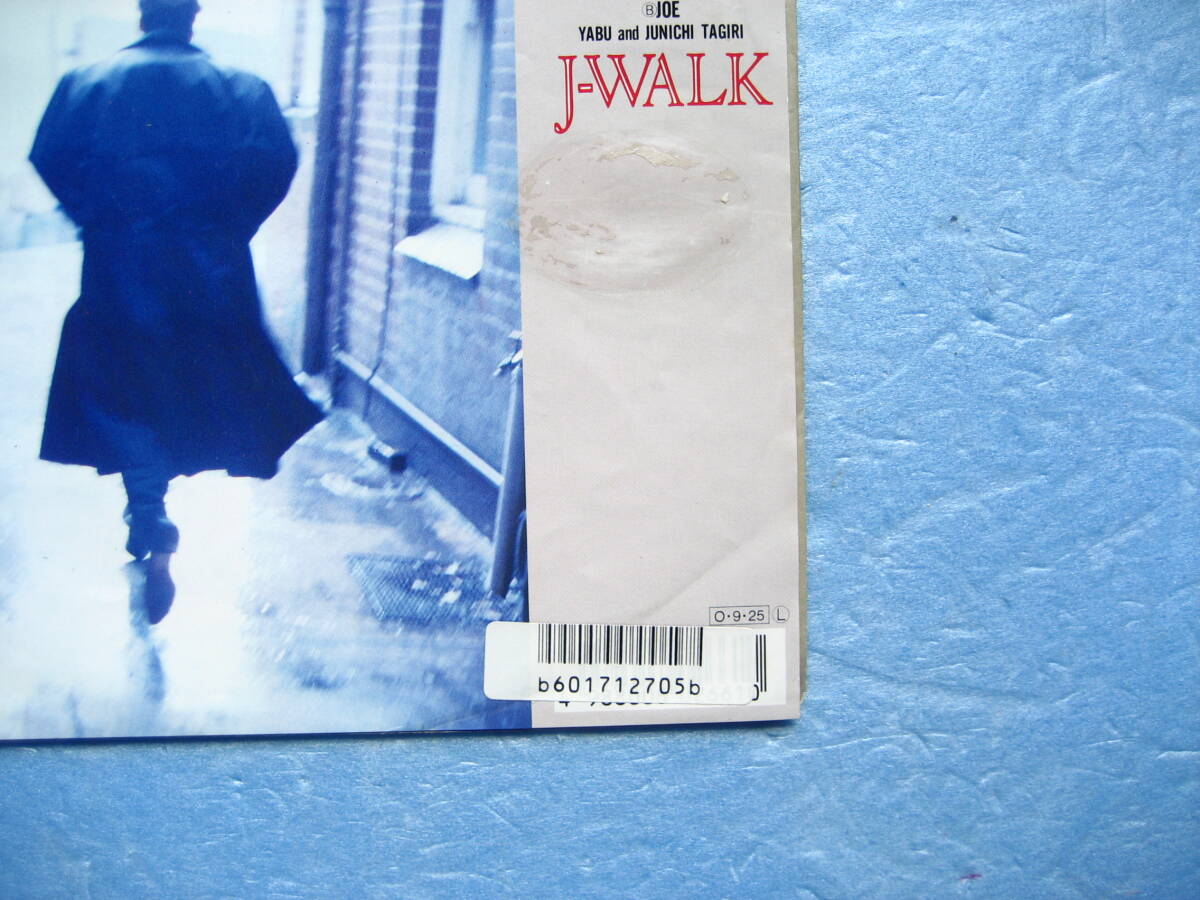 ⒷJOE
YABU and JUNICHI TAGIRI
J-WALK
O・9・25 Ⓛ
b601712705b